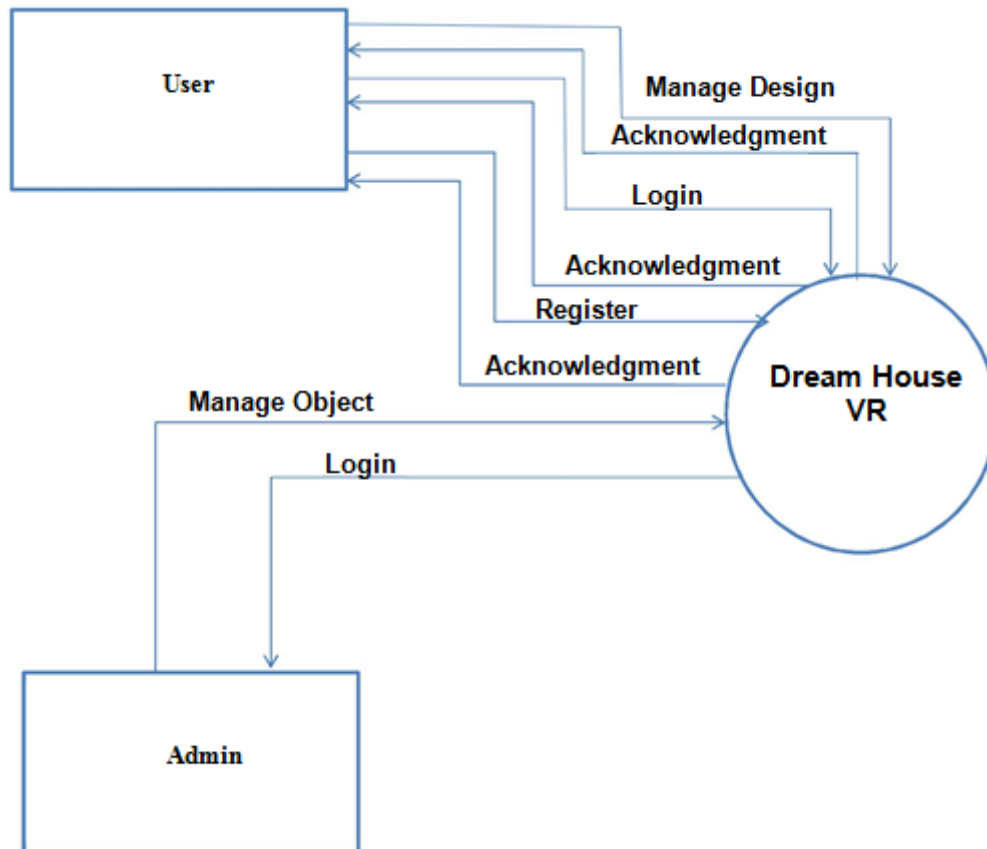 User
Manage Design
Acknowledgment
Login
Acknowledgment
Register
Acknowledgment
Dream House
VR
Manage Object
Login
Admin